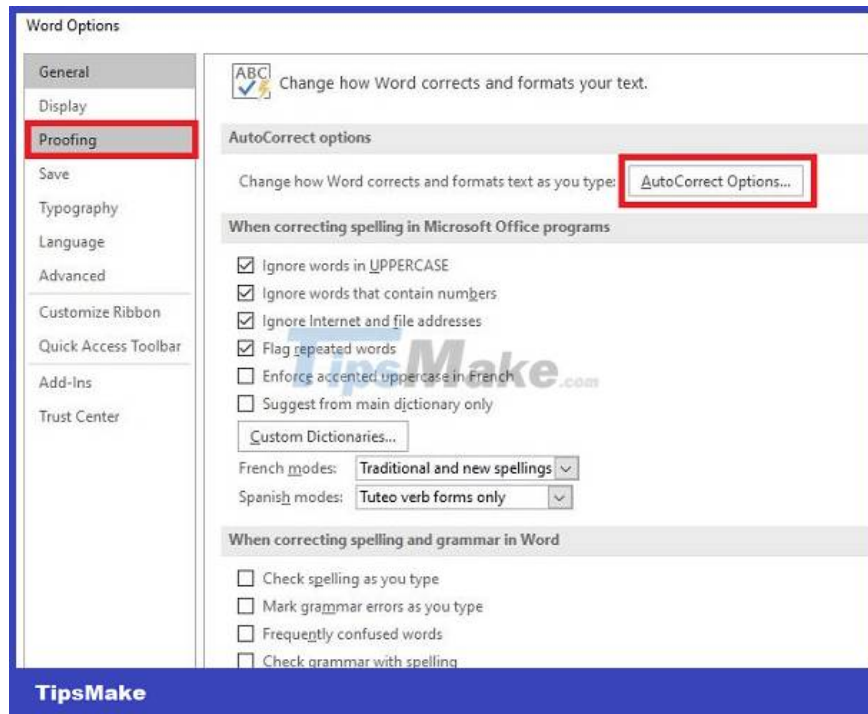 Word Options
General
Display
Proofing
Save
Typography
Language
Advanced
Customize Ribbon
Quick Access Toolbar
Add-Ins
Trust Center
ABC
Change how Word corrects and formats your text.
AutoCorrect options
Change how Word corrects and formats text as you type: AutoCorrect Options...
When correcting spelling in Microsoft Office programs
Ignore words in UPPERCASE
Ignore words that contain numbers
Ignore Internet and file addresses
Flag repeated words
Enforce accented uppercase in French
Suggest from main dictionary only
Custom Dictionaries...
French modes: Traditional and new spellings
Spanish modes: Tuteo verb forms only
When correcting spelling and grammar in Word
Check spelling as you type
Mark grammar errors as you type
Frequently confused words
Check grammar with spelling
TipsMake.com
TipsMake